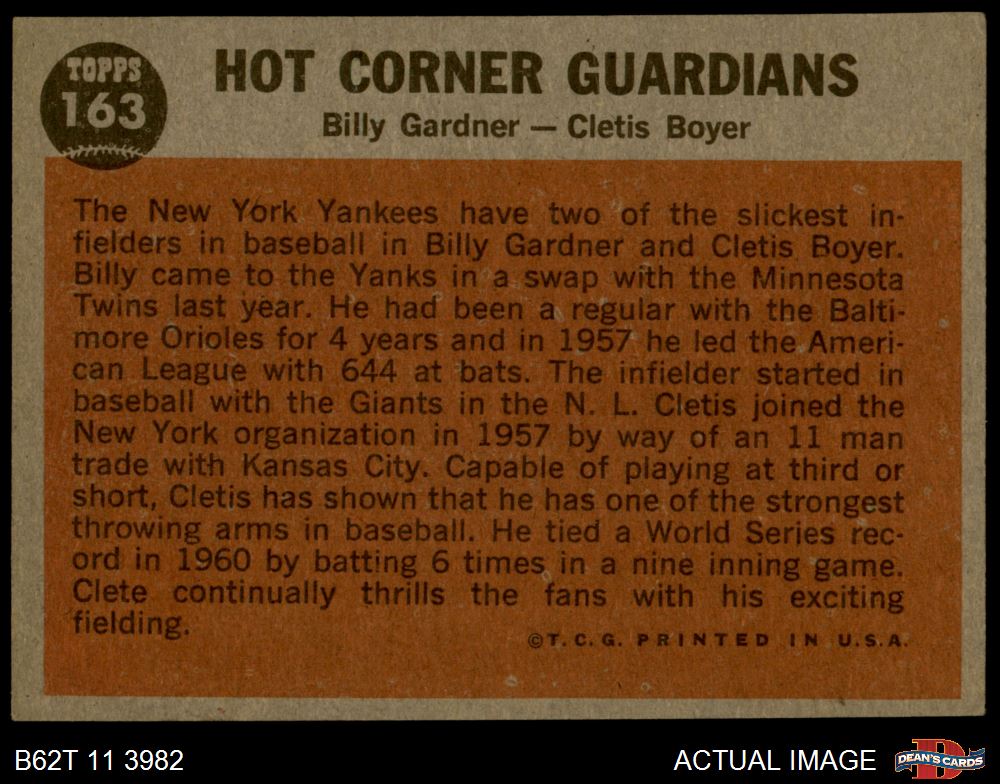 TOPPS
163
HOT CORNER GUARDIANS
Billy Gardner — Cletis Boyer
The New York Yankees have two of the slickest in-
fielders in baseball in Billy Gardner and Cletis Boyer.
Billy came to the Yanks in a swap with the Minnesota
Twins last year. He had been a regular with the Balti-
more Orioles for 4 years and in 1957 he led the Ameri-
can League with 644 at bats. The infielder started in
baseball with the Giants in the N. L. Cletis joined the
New York organization in 1957 by way of an 11 man
trade with Kansas City. Capable of playing at third or
short, Cletis has shown that he has one of the strongest
throwing arms in baseball. He tied a World Series rec-
ord in 1960 by batting 6 times in a nine inning game.
Clete continually thrills the fans with his exciting
fielding.
©T.C.G. PRINTED IN U.S.A.
B62T 11 3982
ACTUAL IMAGE
D
DEAN'S CARDS